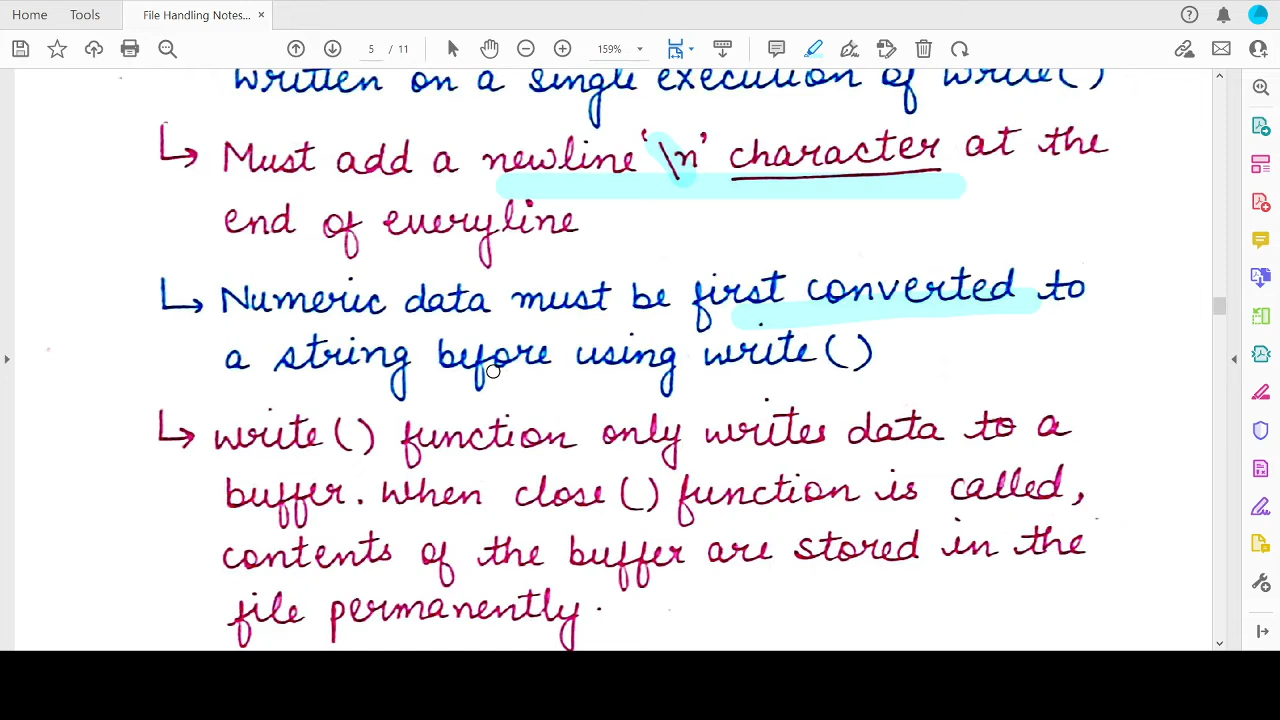 Home Tools File Handling Notes... ×
5 / 11 159%
written on a single execution of write()
↳ Must add a newline '\n' character at the
end of everyline
↳ Numeric data must be first converted to
a string before using write()
↳ write() function only writes data to a
buffer. When close() function is called,
contents of the buffer are stored in the
file permanently.